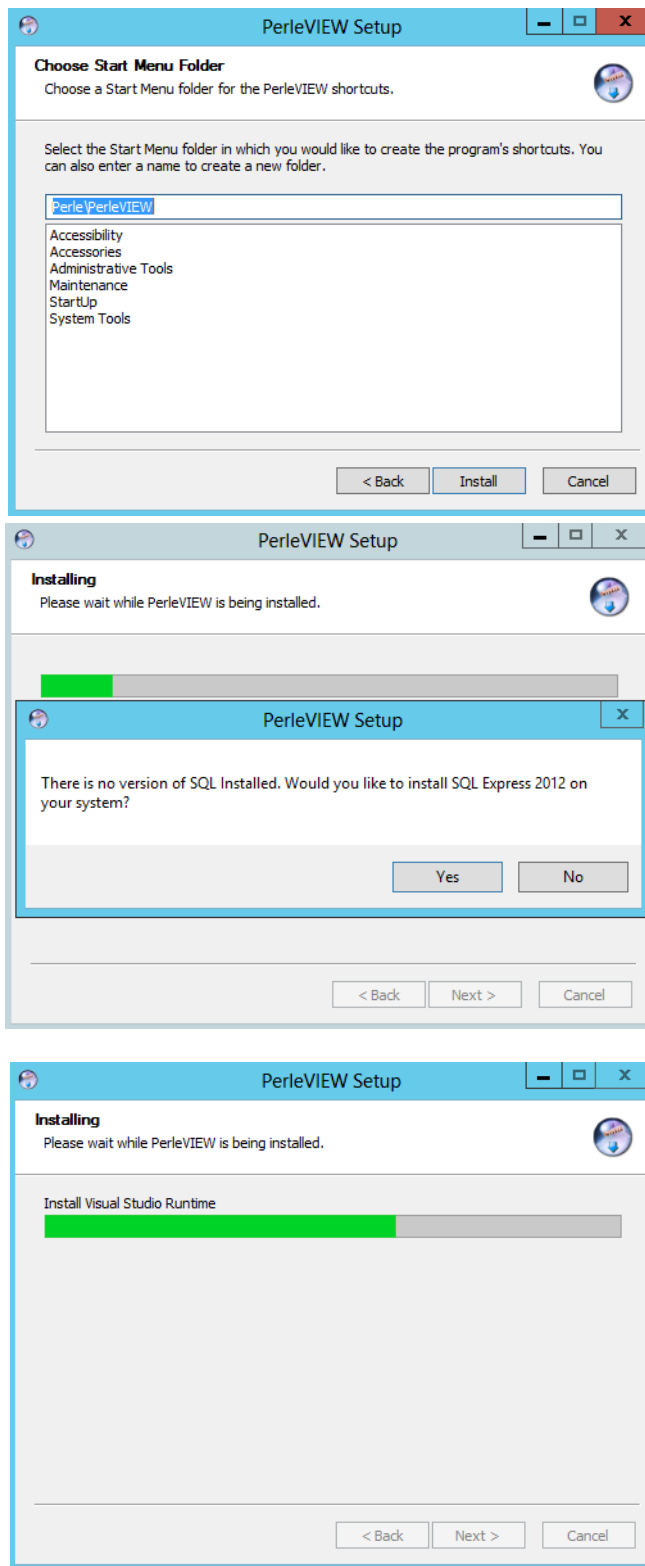 PerleVIEW Setup
Choose Start Menu Folder
Choose a Start Menu folder for the PerleVIEW shortcuts.
Select the Start Menu folder in which you would like to create the program's shortcuts. You
can also enter a name to create a new folder.
Perle\PerleVIEW
Accessibility
Accessories
Administrative Tools
Maintenance
StartUp
System Tools
< Back Install Cancel
PerleVIEW Setup
Installing
Please wait while PerleVIEW is being installed.
PerleVIEW Setup
There is no version of SQL Installed. Would you like to install SQL Express 2012 on
your system?
Yes No
< Back Next > Cancel
PerleVIEW Setup
Installing
Please wait while PerleVIEW is being installed.
Install Visual Studio Runtime
< Back Next > Cancel